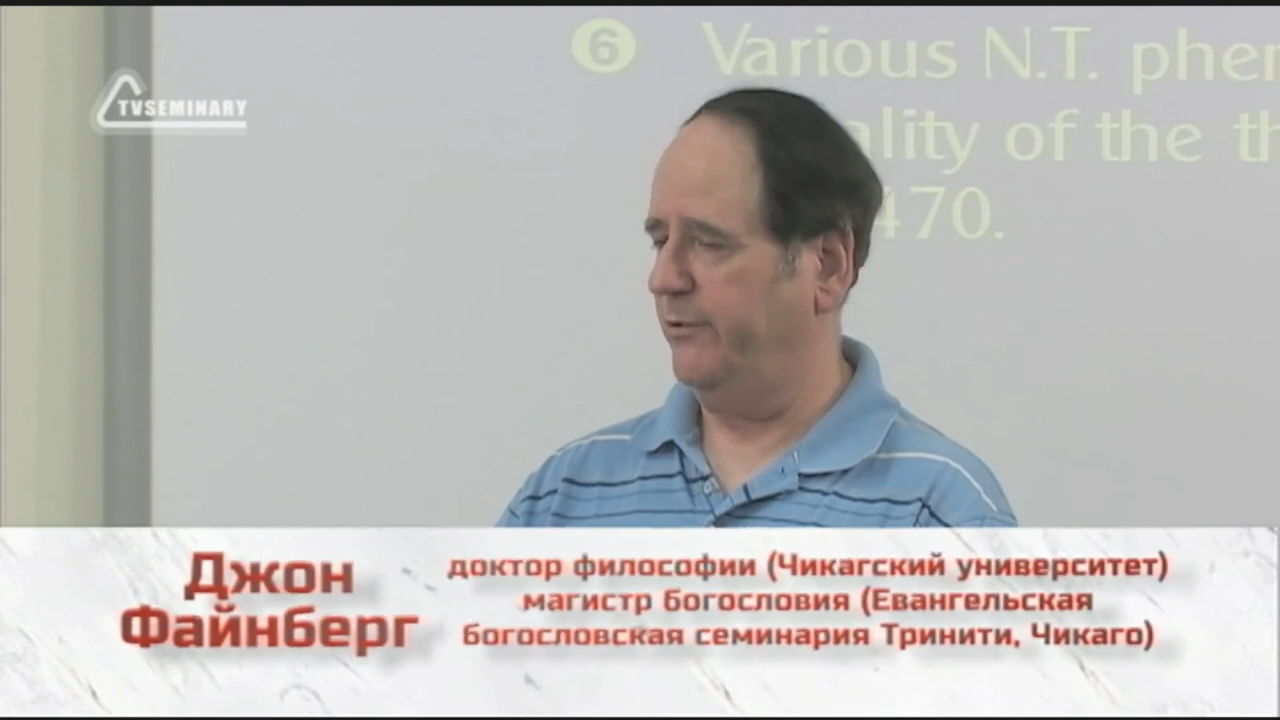 6 Various N.T. phen
ality of the th
470.
TVSEMINARY
Джон
Файнберг
доктор философии (Чикагский университет)
магистр богословия (Евангельская
богословская семинария Тринити, Чикаго)